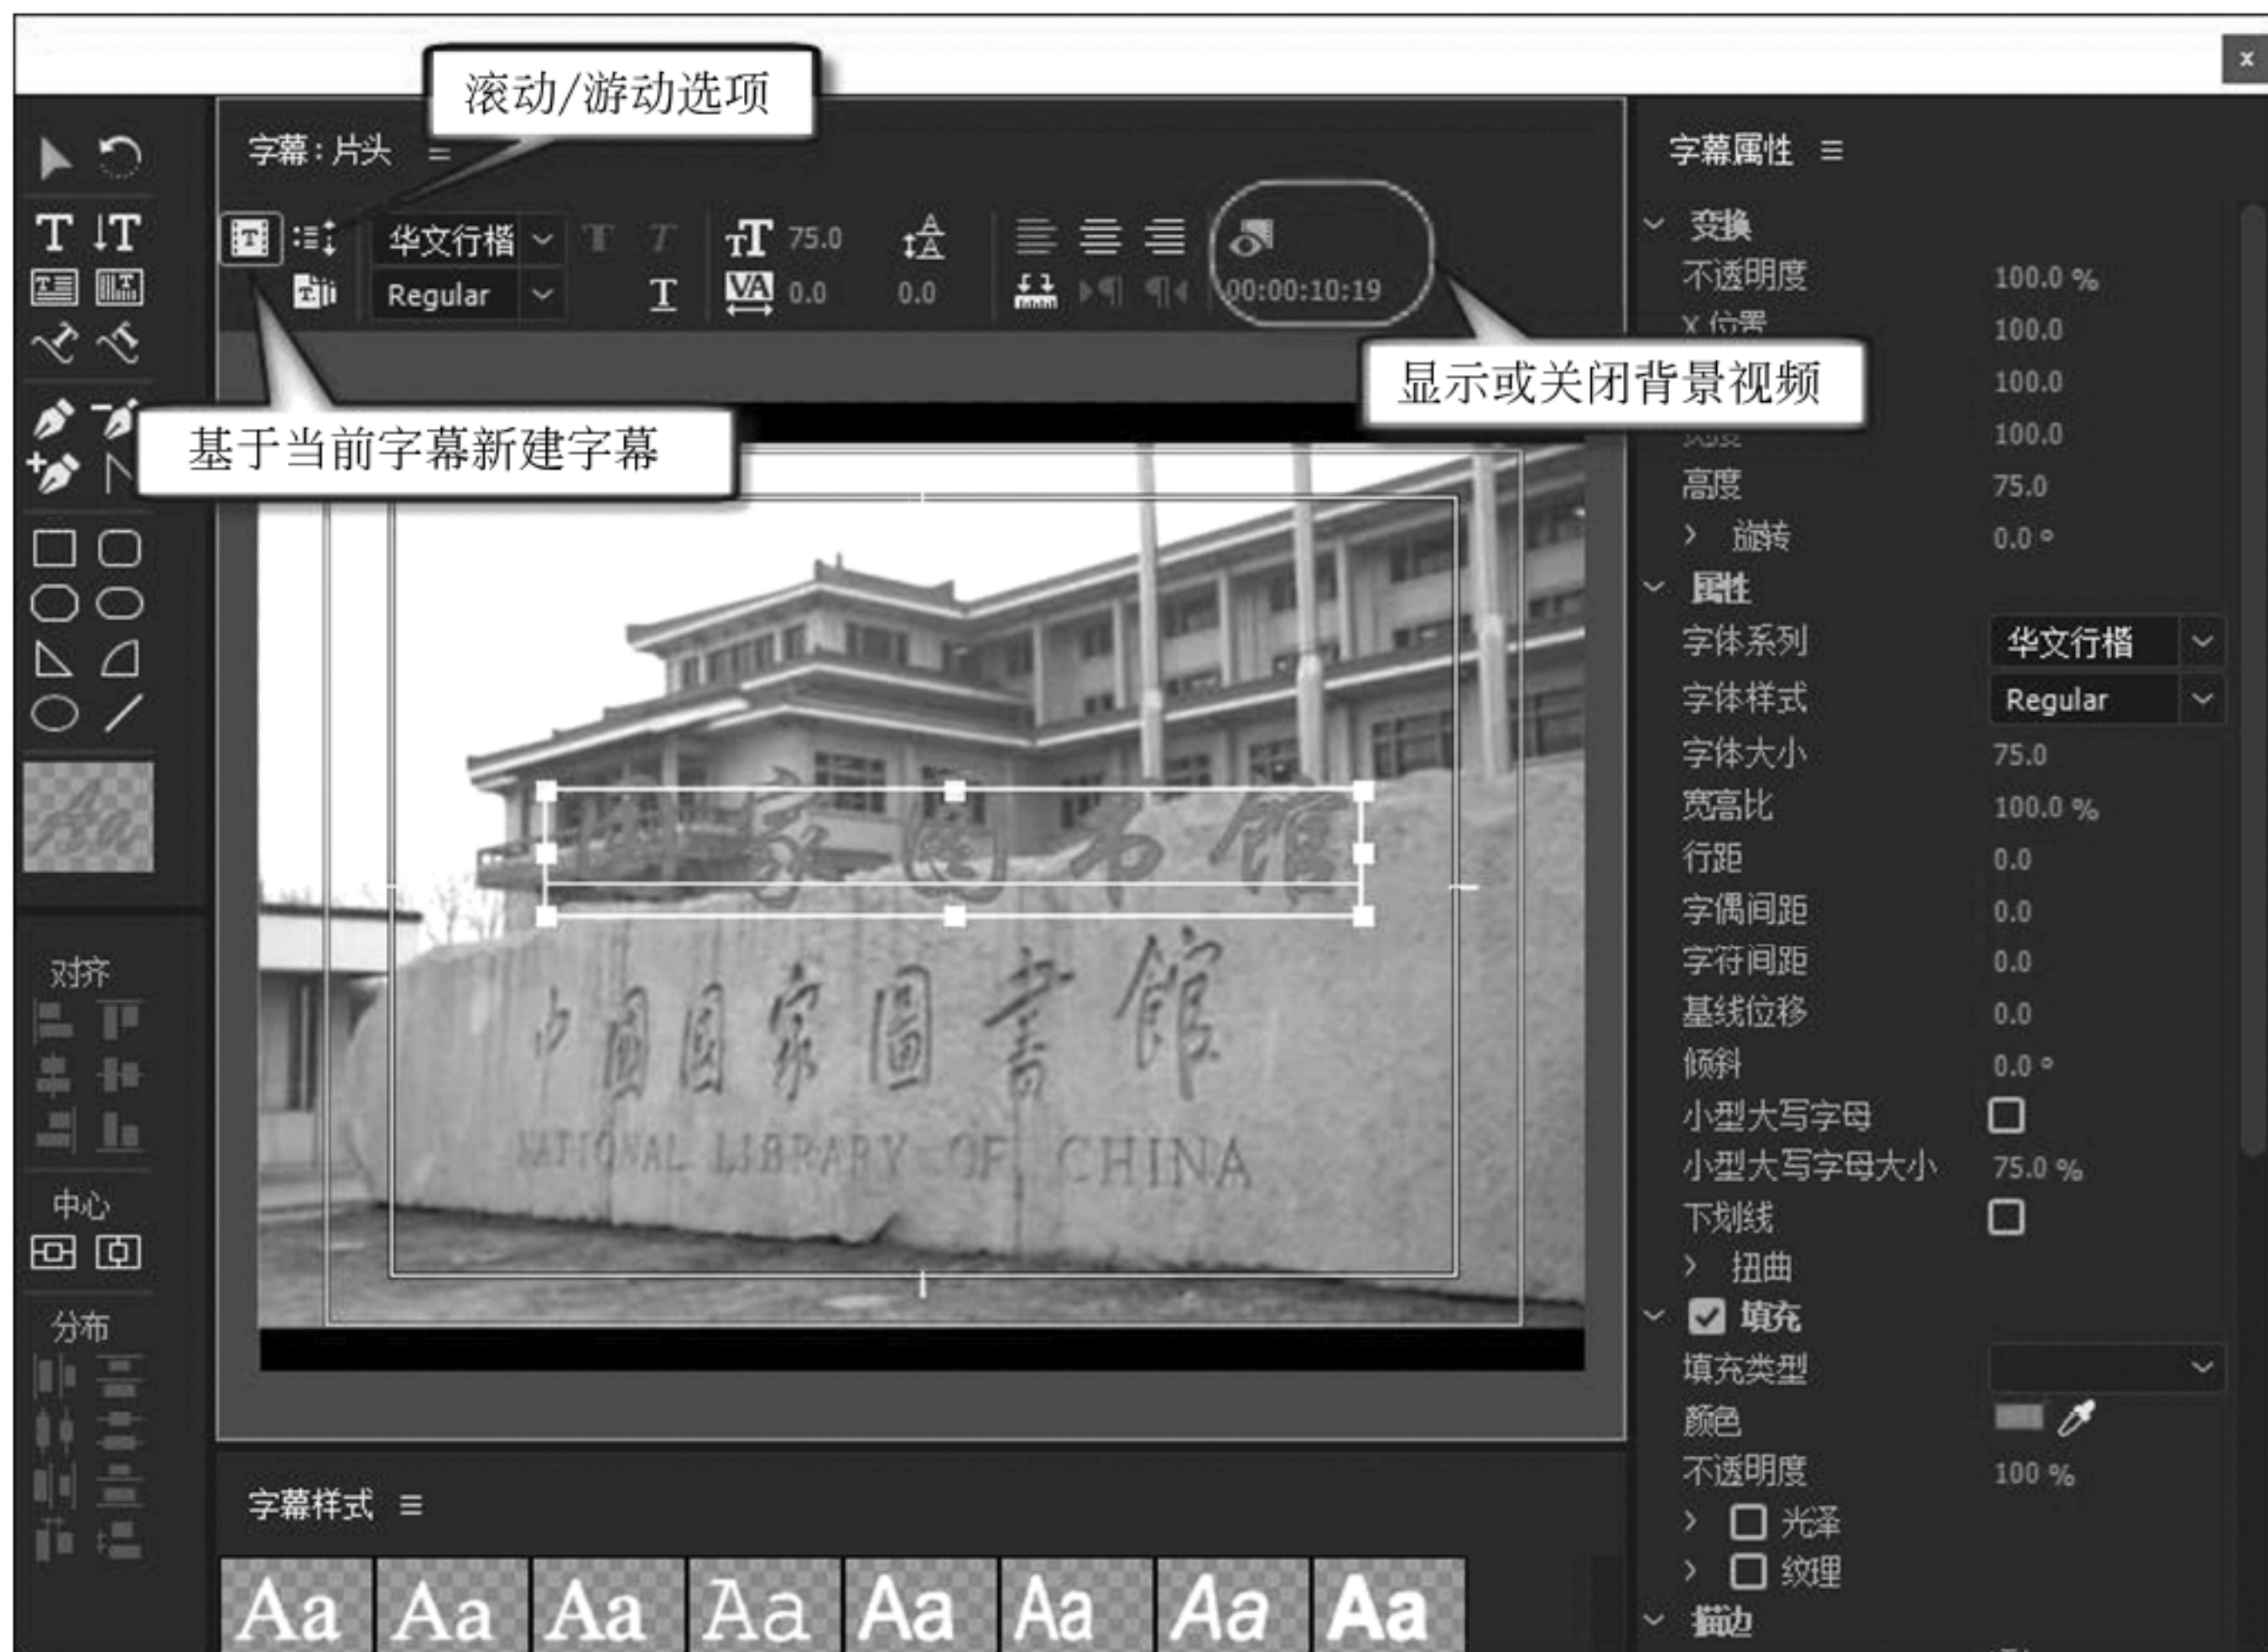 x
滚动/游动选项
字幕:片头
华文行楷
75.0
Regular
0.0
0.0
00:00:10:19
显示或关闭背景视频
基于当前字幕新建字幕
国家图书馆
中國國家圖書館
NATIONAL LIBRARY OF CHINA
对齐
中心
分布
字幕样式
Aa Aa Aa Aa Aa Aa Aa Aa
字幕属性
变换
不透明度 100.0 %
X 位置 100.0
100.0
宽度 100.0
高度 75.0
旋转 0.0 °
属性
字体系列 华文行楷
字体样式 Regular
字体大小 75.0
宽高比 100.0 %
行距 0.0
字偶间距 0.0
字符间距 0.0
基线位移 0.0
倾斜 0.0 °
小型大写字母
小型大写字母大小 75.0 %
下划线
扭曲
填充
填充类型
颜色
不透明度 100 %
光泽
纹理
描边